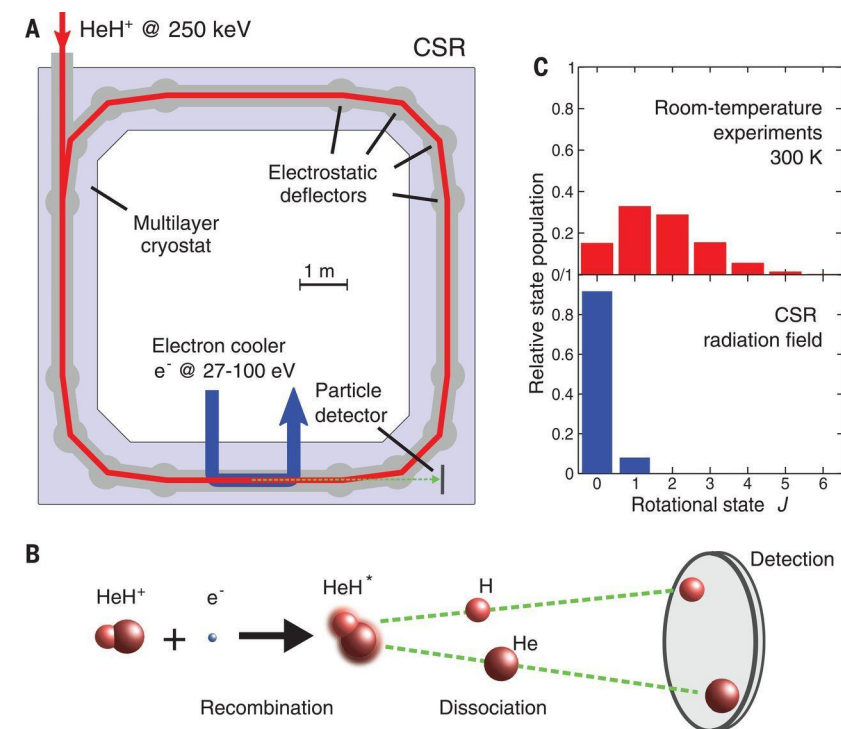 A
HeH⁺ @ 250 keV
CSR
Electrostatic
deflectors
Multilayer
cryostat
1 m
Electron cooler
e⁻ @ 27-100 eV
Particle
detector
C
Relative state population
1
0.8
0.6
0.4
0.2
0/1
0.8
0.6
0.4
0.2
0
Room-temperature
experiments
300 K
CSR
radiation field
0 1 2 3 4 5 6
Rotational state J
B
HeH⁺
+
e⁻
HeH*
H
He
Detection
Recombination
Dissociation